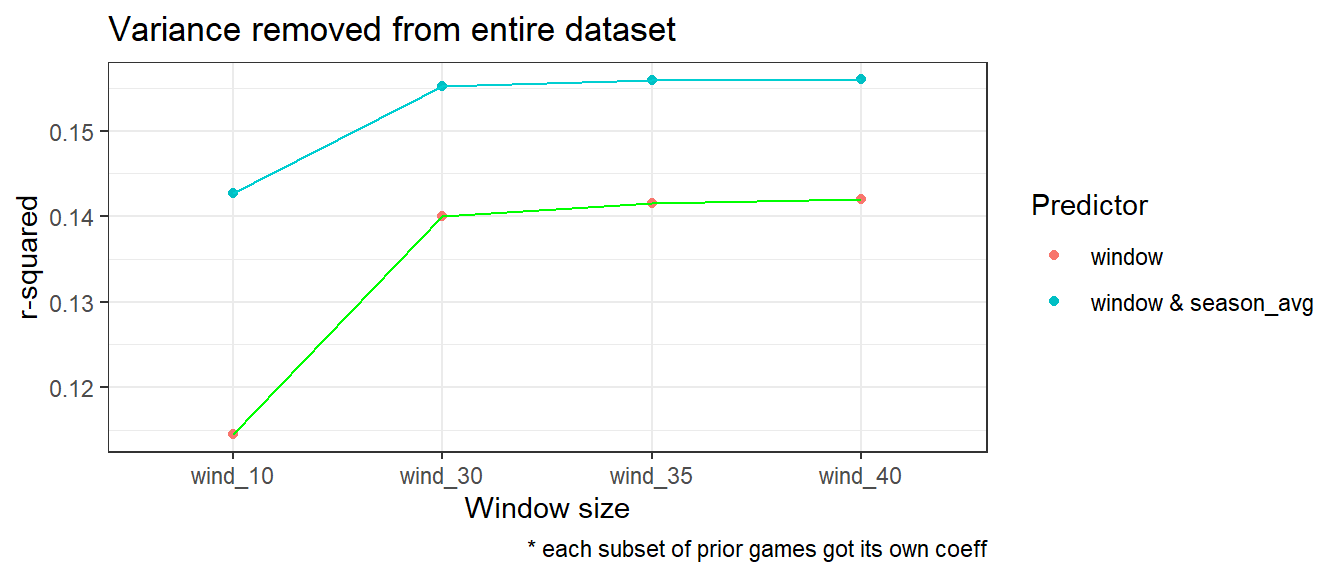 Variance removed from entire dataset
r-squared
0.15
0.14
0.13
0.12
wind_10
wind_30
wind_35
wind_40
Window size
* each subset of prior games got its own coeff
Predictor
window
window & season_avg